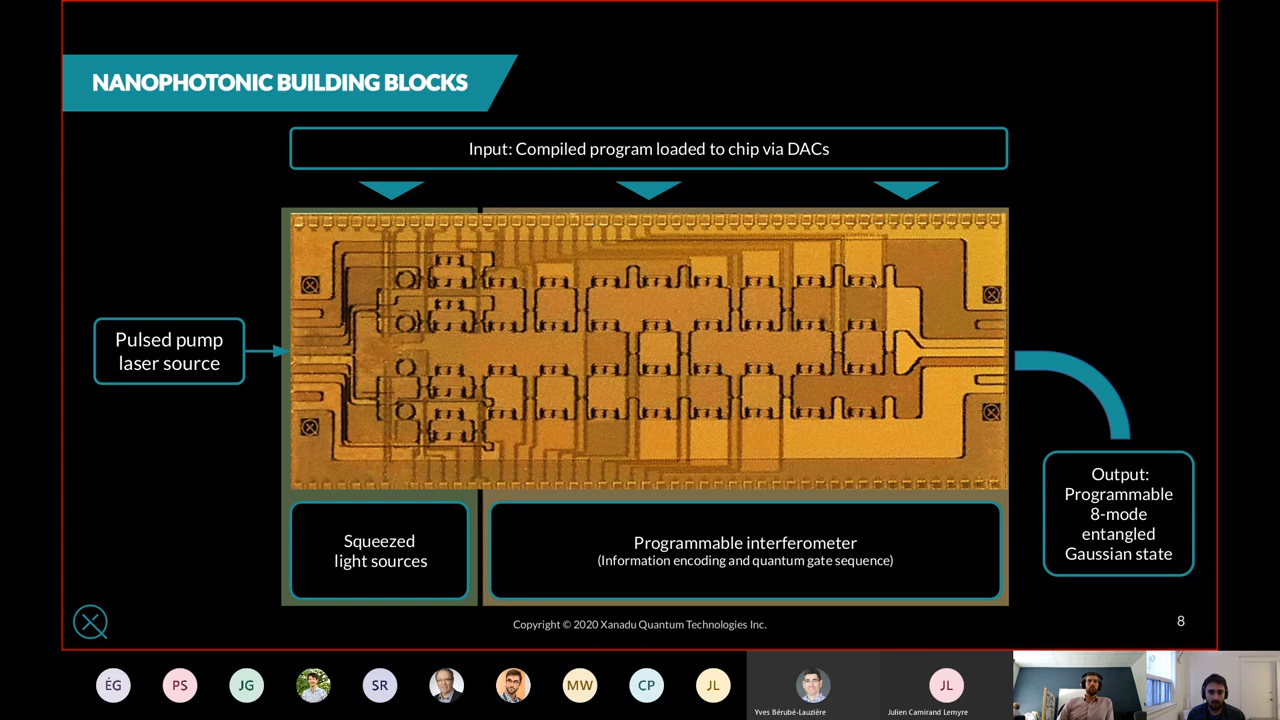 NANOPHOTONIC BUILDING BLOCKS
Input: Compiled program loaded to chip via DACs
Pulsed pump
laser source
Squeezed
light sources
Programmable interferometer
(Information encoding and quantum gate sequence)
Output:
Programmable
8-mode
entangled
Gaussian state
Copyright © 2020 Xanadu Quantum Technologies Inc.
8
ÉG
PS
JG
SR
MW
CP
JL
Yves Bérubé-Lauzière
JL
Julien Camirand Lemyre